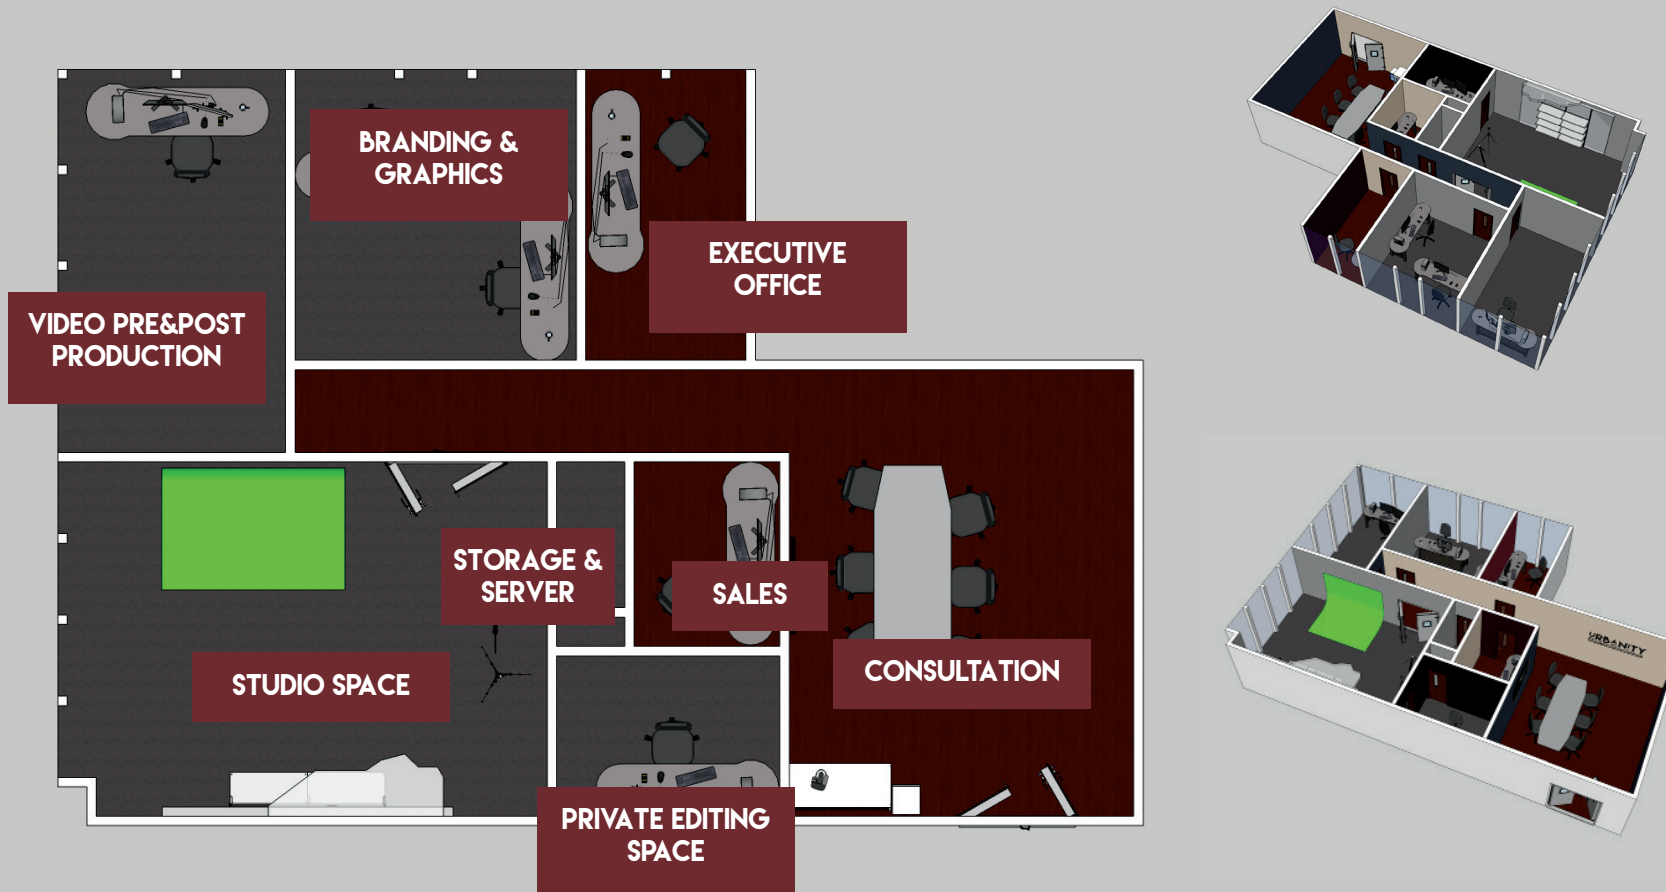 BRANDING &
GRAPHICS
EXECUTIVE
OFFICE
VIDEO PRE&POST
PRODUCTION
STORAGE &
SERVER
SALES
STUDIO SPACE
CONSULTATION
PRIVATE EDITING
SPACE
URBANITY